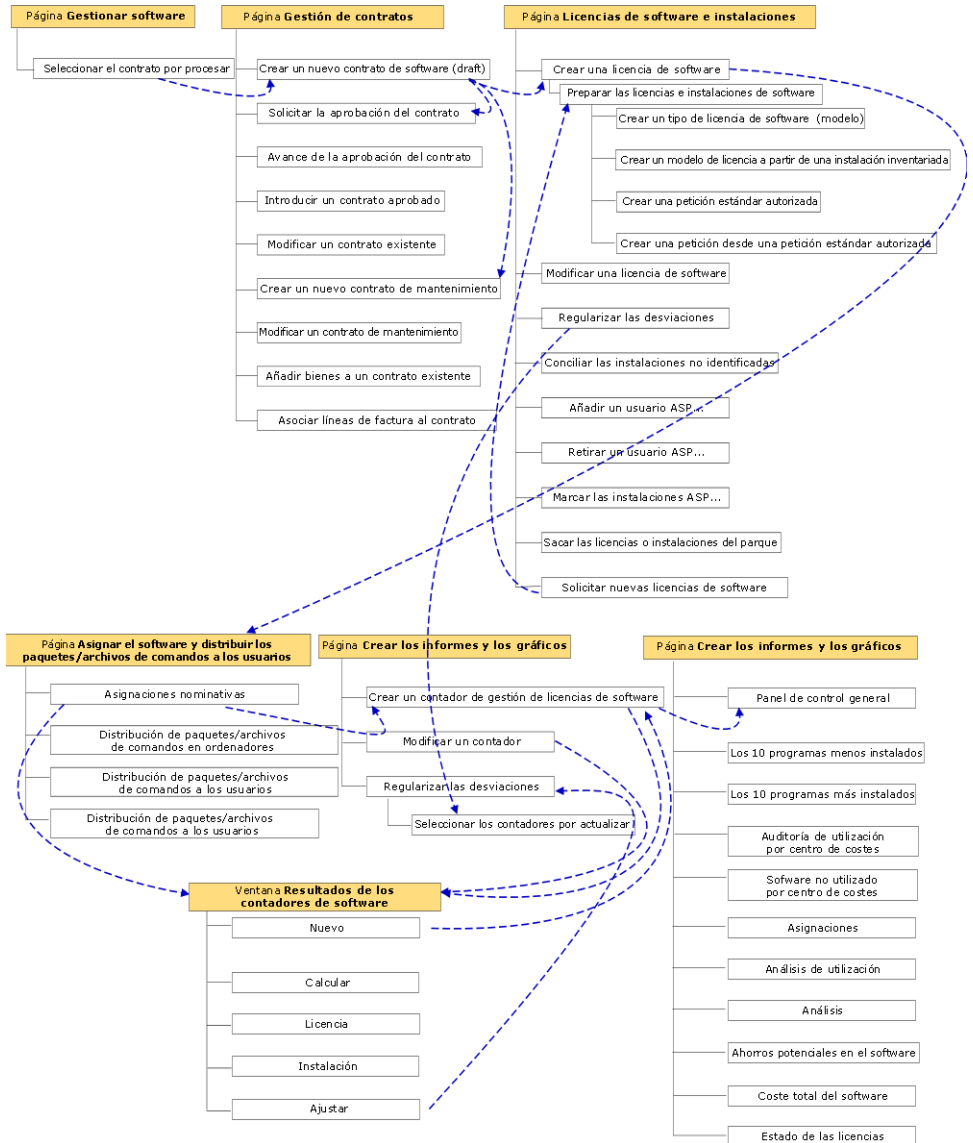 Página Gestionar software
Seleccionar el contrato por procesar
Página Gestión de contratos
Crear un nuevo contrato de software (draft)
Solicitar la aprobación del contrato
Avance de la aprobación del contrato
Introducir un contrato aprobado
Modificar un contrato existente
Crear un nuevo contrato de mantenimiento
Modificar un contrato de mantenimiento
Añadir bienes a un contrato existente
Asociar líneas de factura al contrato
Página Licencias de software e instalaciones
Crear una licencia de software
Preparar las licencias e instalaciones de software
Crear un tipo de licencia de software (modelo)
Crear un modelo de licencia a partir de una instalación inventariada
Crear una petición estándar autorizada
Crear una petición desde una petición estándar autorizada
Modificar una licencia de software
Regularizar las desviaciones
Conciliar las instalaciones no identificadas
Añadir un usuario ASP...
Retirar un usuario ASP...
Marcar las instalaciones ASP...
Sacar las licencias o instalaciones del parque
Solicitar nuevas licencias de software
Página Asignar el software y distribuir los
paquetes/archivos de comandos a los usuarios
Asignaciones nominativas
Distribución de paquetes/archivos
de comandos en ordenadores
Distribución de paquetes/archivos
de comandos a los usuarios
Distribución de paquetes/archivos
de comandos a los usuarios
Página Crear los informes y los gráficos
Crear un contador de gestión de licencias de software
Modificar un contador
Regularizar las desviaciones
Seleccionar los contadores por actualizar
Ventana Resultados de los
contadores de software
Nuevo
Calcular
Licencia
Instalación
Ajustar
Página Crear los informes y los gráficos
Panel de control general
Los 10 programas menos instalados
Los 10 programas más instalados
Auditoría de utilización
por centro de costes
Sofware no utilizado
por centro de costes
Asignaciones
Análisis de utilización
Análisis
Ahorros potenciales en el software
Coste total del software
Estado de las licencias